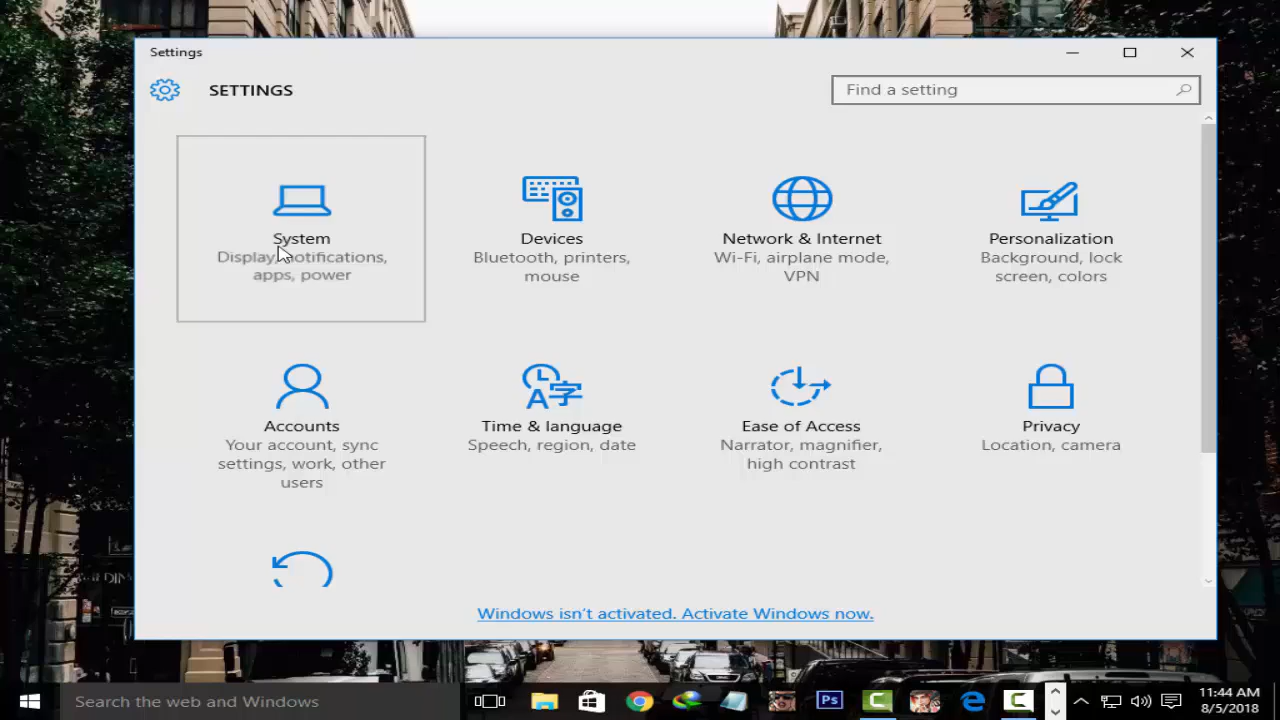 Settings
SETTINGS
Find a setting
System
Display, notifications,
apps, power
Devices
Bluetooth, printers,
mouse
Network & Internet
Wi-Fi, airplane mode,
VPN
Personalization
Background, lock
screen, colors
Accounts
Your account, sync
settings, work, other
users
Time & language
Speech, region, date
Ease of Access
Narrator, magnifier,
high contrast
Privacy
Location, camera
Windows isn't activated. Activate Windows now.
Search the web and Windows
Ps
11:44 AM
8/5/2018